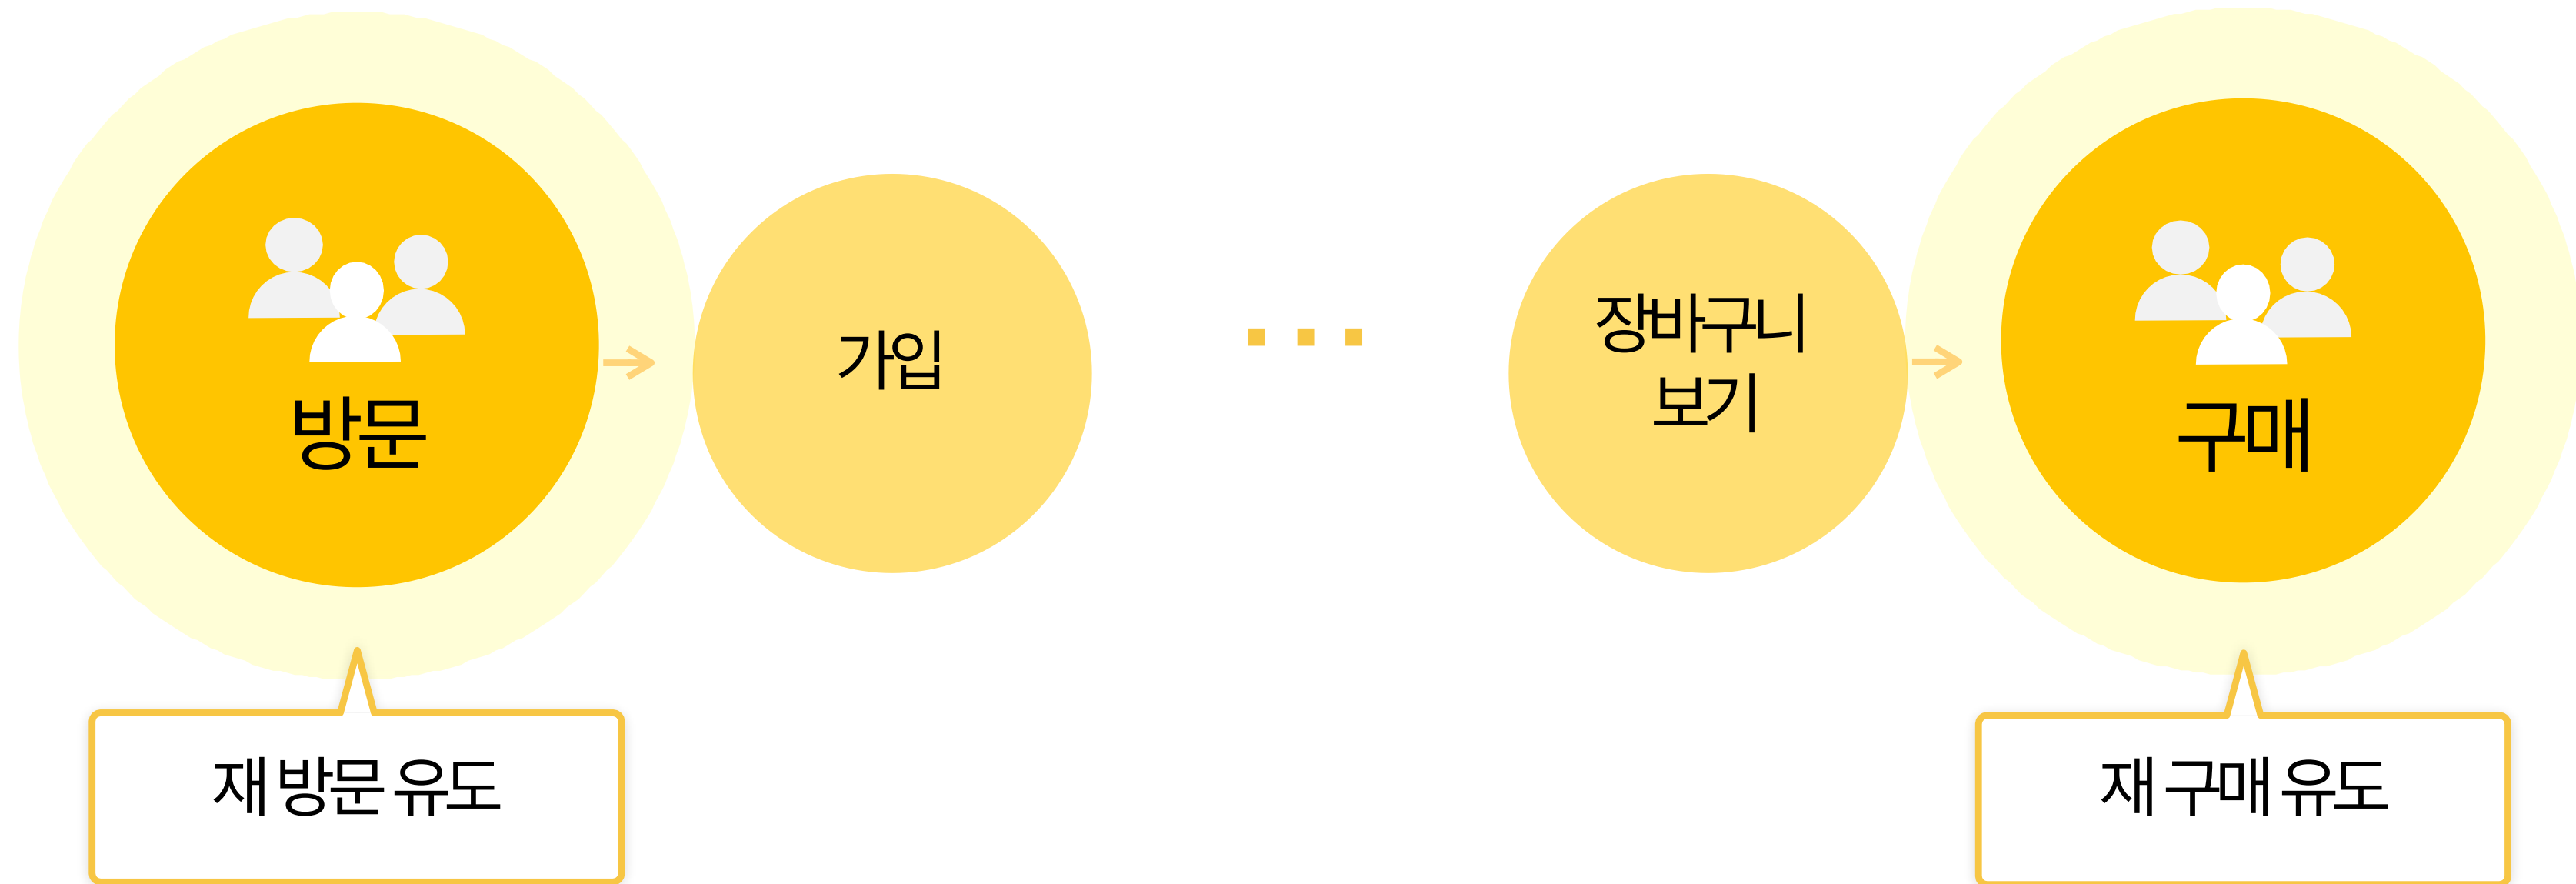 방문
가입
...
장바구니
보기
구매
재 방문 유도
재 구매 유도